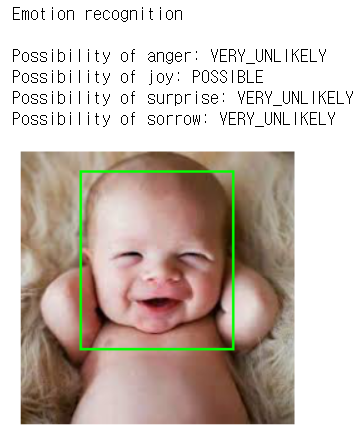 Emotion recognition
Possibility of anger: VERY_UNLIKELY
Possibility of joy: POSSIBLE
Possibility of surprise: VERY_UNLIKELY
Possibility of sorrow: VERY_UNLIKELY